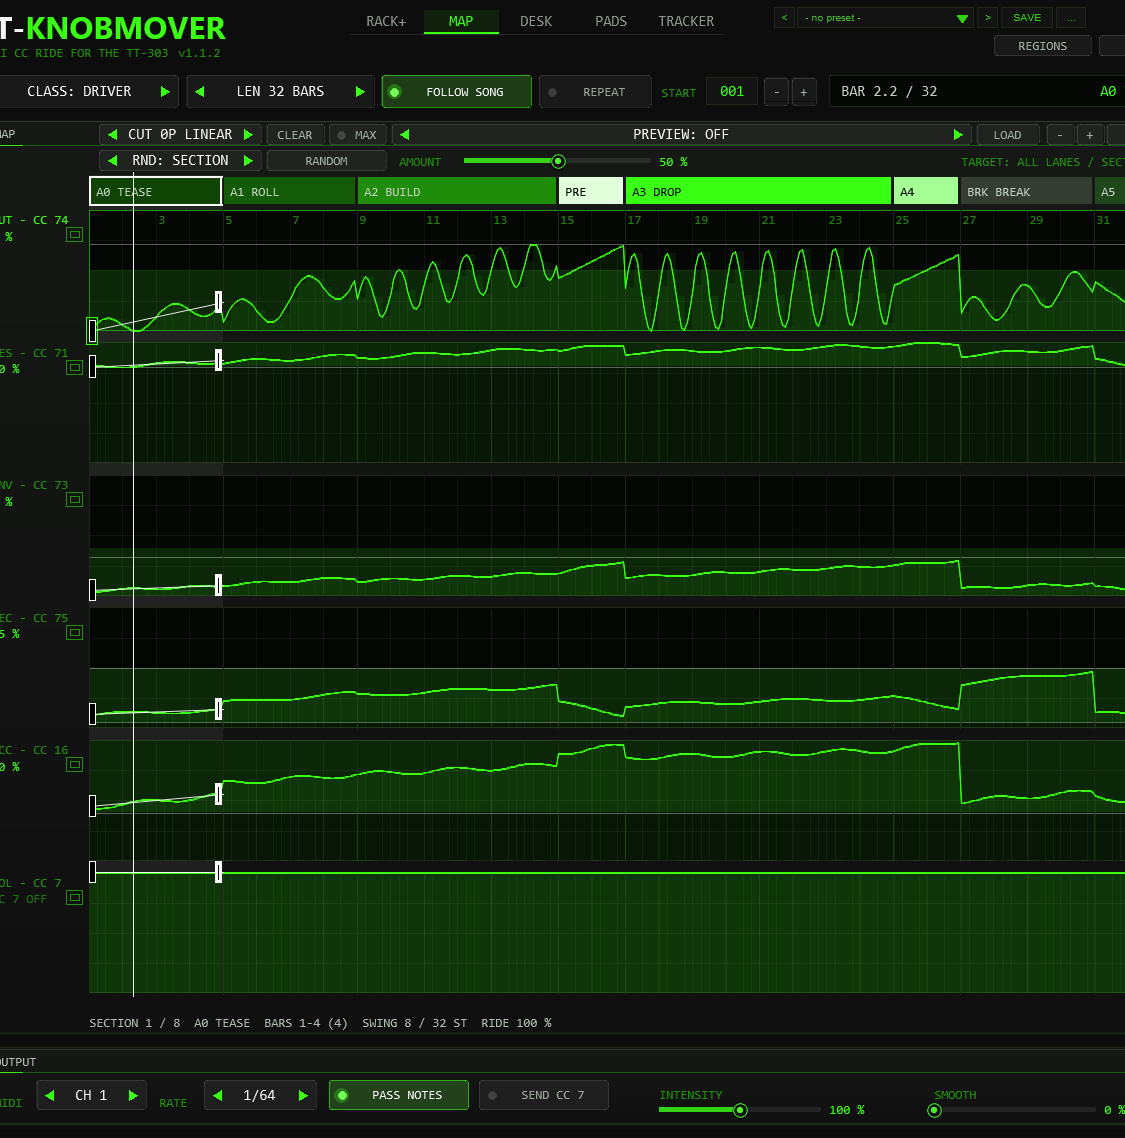 T-KNOBMOVER
I CC RIDE FOR THE TT-303 v1.1.2
RACK+ MAP DESK PADS TRACKER
< - no preset - > SAVE ...
REGIONS
CLASS: DRIVER LEN 32 BARS FOLLOW SONG REPEAT START 001 - + BAR 2.2 / 32 A0
AP CUT 0P LINEAR CLEAR MAX PREVIEW: OFF LOAD - +
RND: SECTION RANDOM AMOUNT 50 % TARGET: ALL LANES / SECT
A0 TEASE A1 ROLL A2 BUILD PRE A3 DROP A4 BRK BREAK A5
3 5 7 9 11 13 15 17 19 21 23 25 27 29 31
UT - CC 74
%
ES - CC 71
0 %
NV - CC 73
%
EC - CC 75
5 %
CC - CC 16
0 %
OL - CC 7
C 7 OFF
SECTION 1 / 8 A0 TEASE BARS 1-4 (4) SWING 8 / 32 ST RIDE 100 %
OUTPUT
IDI CH 1 RATE 1/64 PASS NOTES SEND CC 7 INTENSITY 100 % SMOOTH 0 %